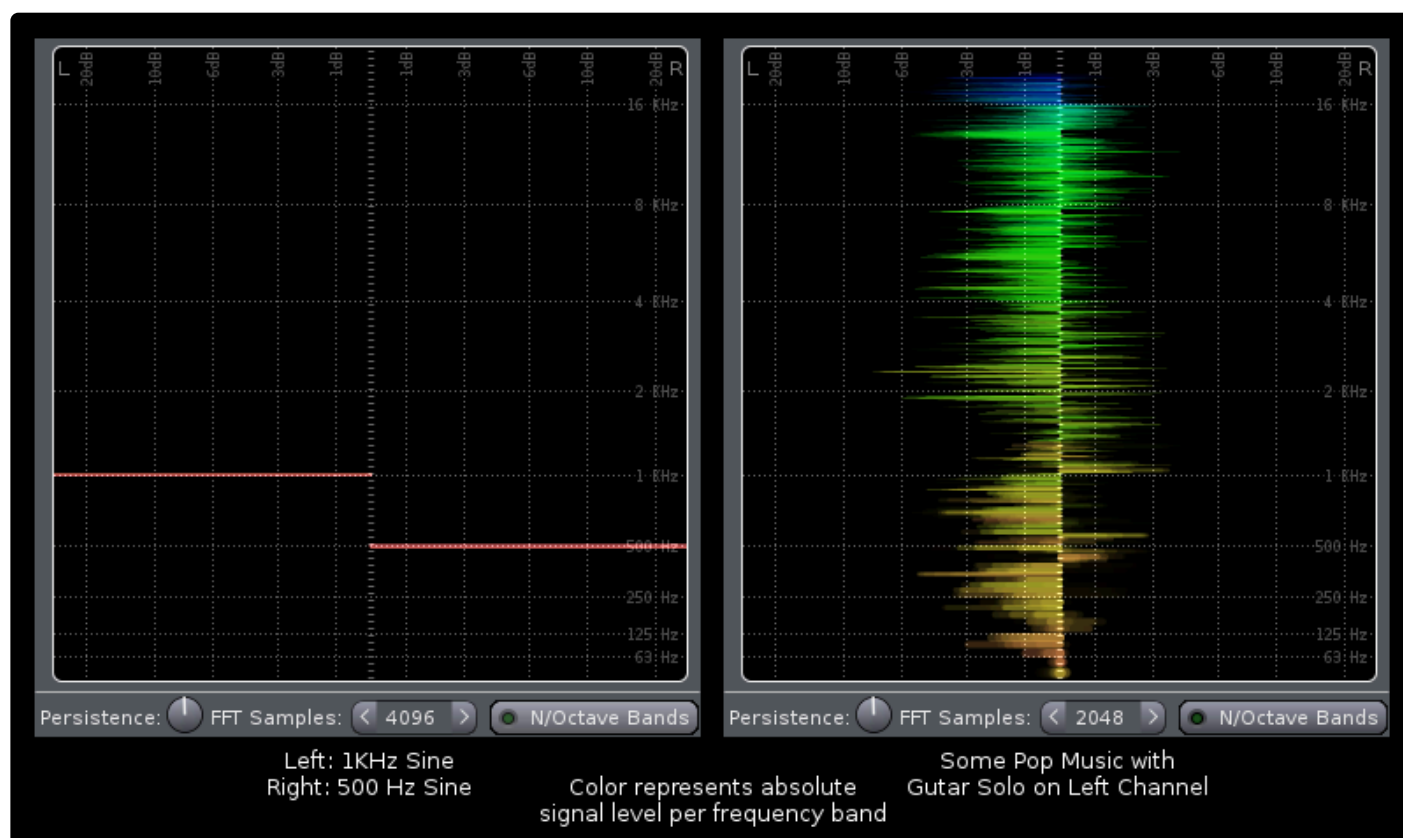 L 20dB 10dB 6dB 3dB 1dB 1dB 3dB 6dB 10dB 20dB R
16 KHz
8 KHz
4 KHz
2 KHz
1 KHz
500 Hz
250 Hz
125 Hz
63 Hz
Persistence: FFT Samples: < 4096 > N/Octave Bands
Left: 1KHz Sine
Right: 500 Hz Sine
L 20dB 10dB 6dB 3dB 1dB 1dB 3dB 6dB 10dB 20dB R
16 KHz
8 KHz
4 KHz
2 KHz
1 KHz
500 Hz
250 Hz
125 Hz
63 Hz
Persistence: FFT Samples: < 2048 > N/Octave Bands
Some Pop Music with
Gutar Solo on Left Channel
Color represents absolute
signal level per frequency band